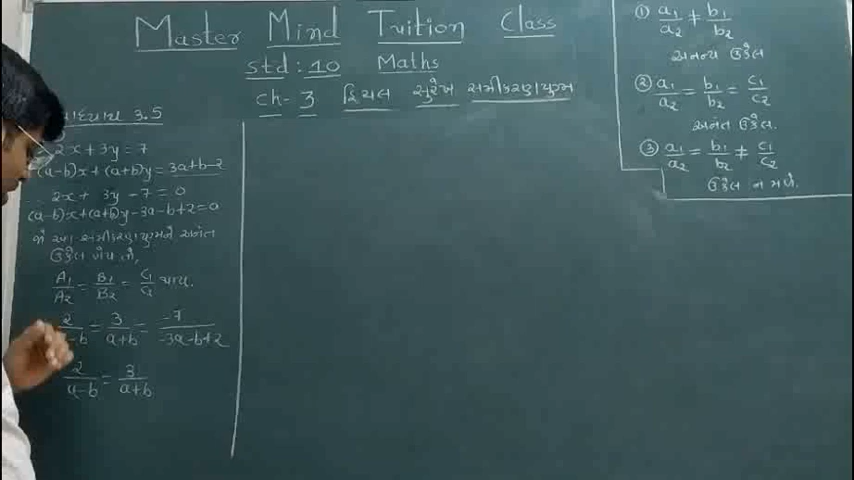 Master Mind Tuition Class
std : 10 Maths
ch- 3 દ્વિચલ સુરેખ સમીકરણયુગ્મ
સ્વાધ્યાય 3.5
2x + 3y = 7
(a-b)x + (a+b)y = 3a+b-2
2x + 3y - 7 = 0
(a-b)x+(a+b)y-3a-b+2=0
જો આ સમીકરણયુગ્મને અનંત
ઉકેલ હોય તો,
A₁/A₂ = B₁/B₂ = C₁/C₂ થાય.
2/a-b = 3/a+b = -7/-3a-b+2
2/a-b = 3/a+b
① a₁/a₂ ≠ b₁/b₂
અનન્ય ઉકેલ
② a₁/a₂ = b₁/b₂ = c₁/c₂
અનંત ઉકેલ.
③ a₁/a₂ = b₁/b₂ ≠ c₁/c₂
ઉકેલ ન મળે.